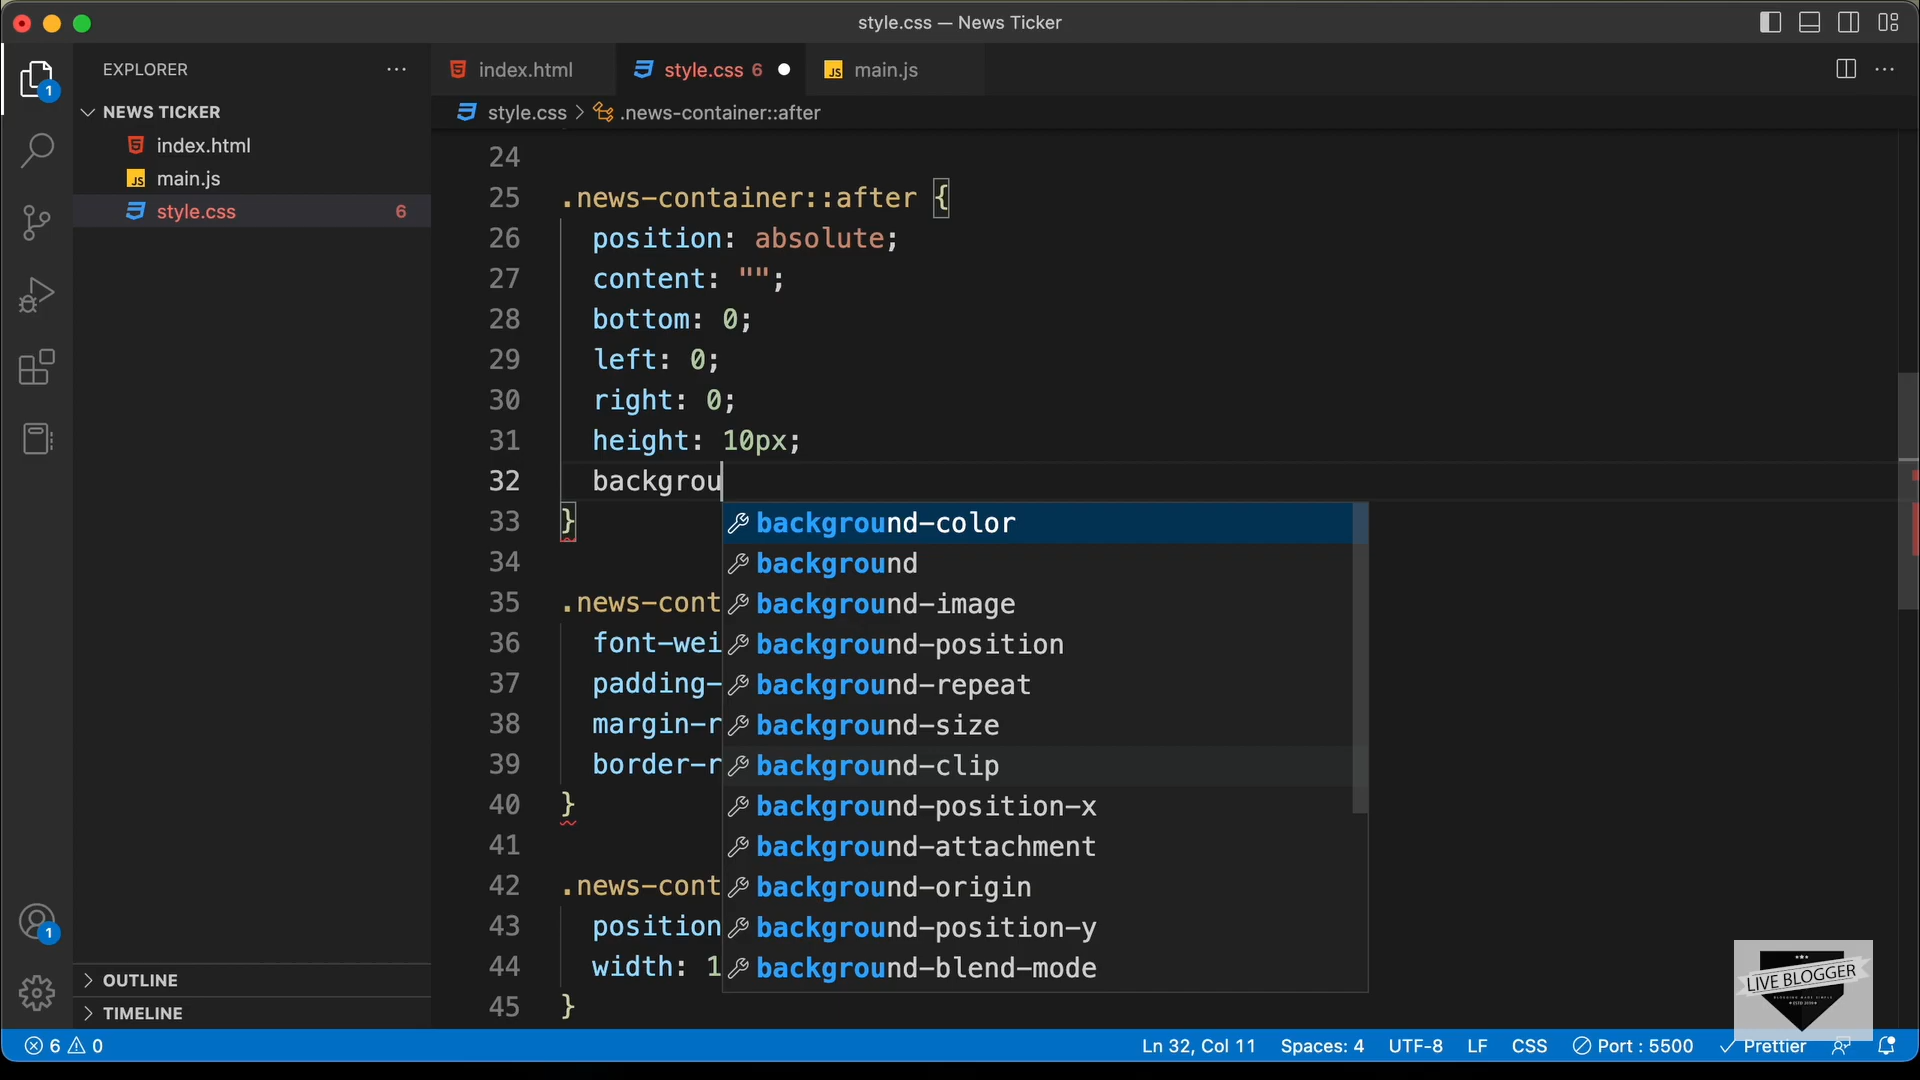 style.css — News Ticker
EXPLORER
index.html
style.css 6
main.js
1
NEWS TICKER
style.css > .news-container::after
index.html
main.js
style.css 6
24
25 .news-container::after {
26 position: absolute;
27 content: "";
28 bottom: 0;
29 left: 0;
30 right: 0;
31 height: 10px;
32 backgrou
33 }
34
35 .news-cont
36 font-wei
37 padding-
38 margin-r
39 border-r
40 }
41
42 .news-cont
43 position
44 width: 1
45 }
background-color
background
background-image
background-position
background-repeat
background-size
background-clip
background-position-x
background-attachment
background-origin
background-position-y
background-blend-mode
1
OUTLINE
TIMELINE
LIVE BLOGGER
6 0
Ln 32, Col 11 Spaces: 4 UTF-8 LF CSS Port : 5500 Prettier